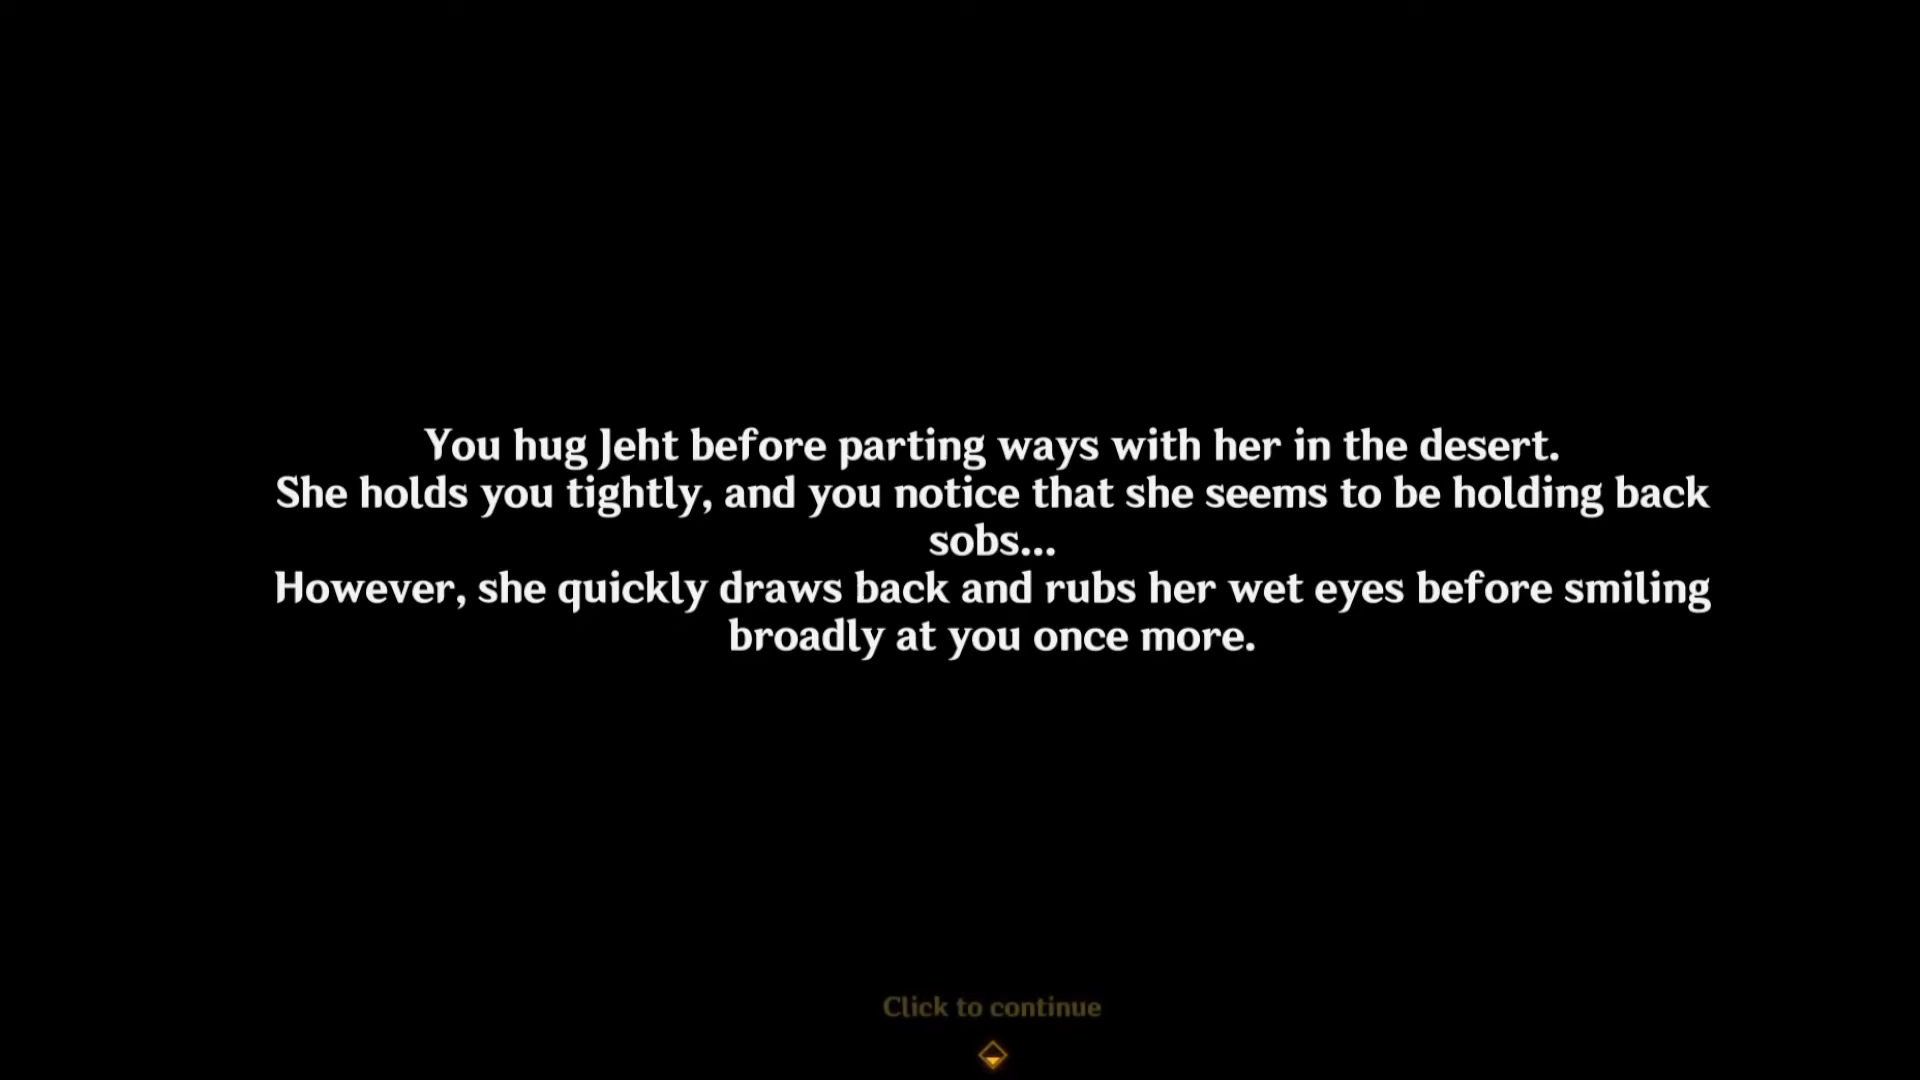 You hug Jeht before parting ways with her in the desert.
She holds you tightly, and you notice that she seems to be holding back
sobs...
However, she quickly draws back and rubs her wet eyes before smiling
broadly at you once more.
Click to continue